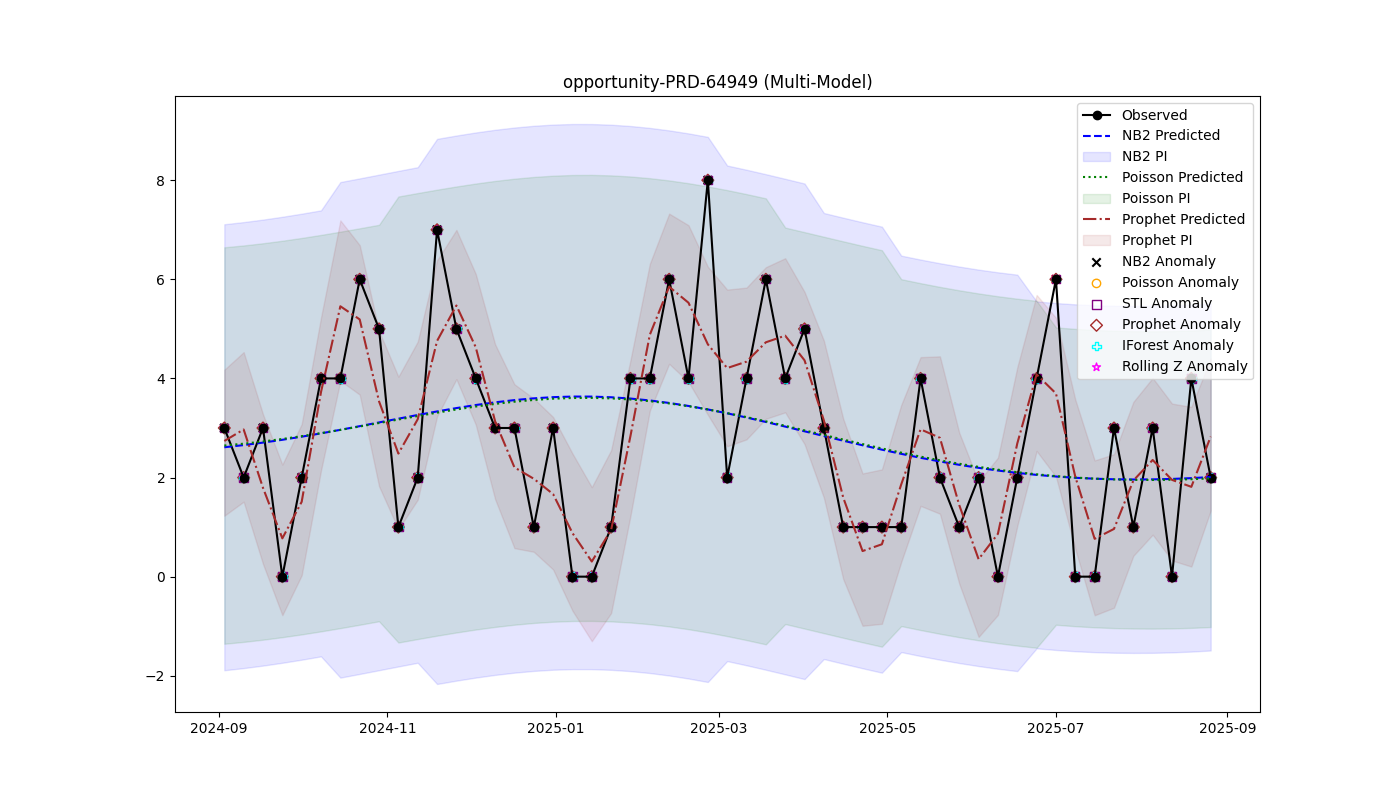 opportunity-PRD-64949 (Multi-Model)
Observed
NB2 Predicted
NB2 PI
Poisson Predicted
Poisson PI
Prophet Predicted
Prophet PI
NB2 Anomaly
Poisson Anomaly
STL Anomaly
Prophet Anomaly
IForest Anomaly
Rolling Z Anomaly
8
6
4
2
0
−2
2024-09 2024-11 2025-01 2025-03 2025-05 2025-07 2025-09